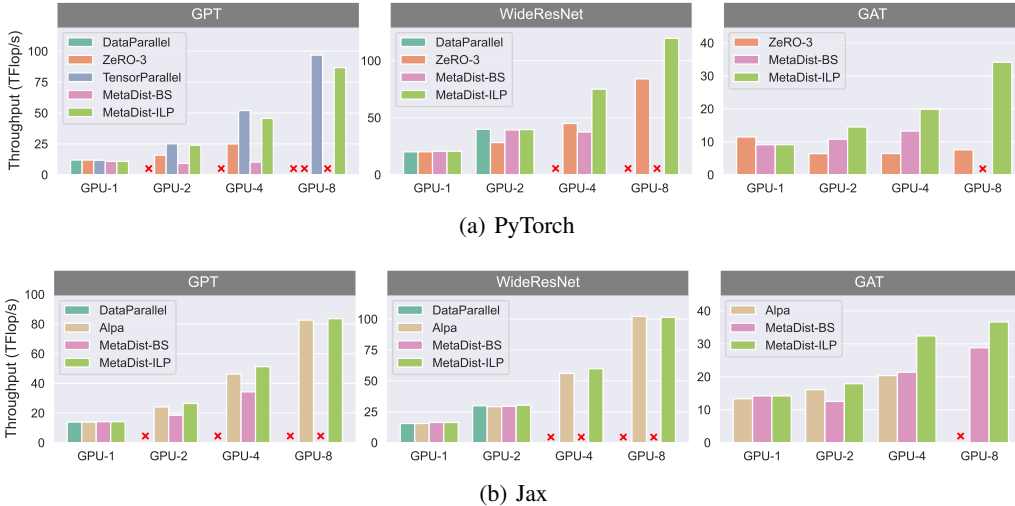 GPT
WideResNet
GAT
Throughput (TFlop/s)
100
75
50
25
0
DataParallel
ZeRO-3
TensorParallel
MetaDist-BS
MetaDist-ILP
GPU-1 GPU-2 GPU-4 GPU-8
100
50
0
DataParallel
ZeRO-3
MetaDist-BS
MetaDist-ILP
GPU-1 GPU-2 GPU-4 GPU-8
40
30
20
10
0
ZeRO-3
MetaDist-BS
MetaDist-ILP
GPU-1 GPU-2 GPU-4 GPU-8
(a) PyTorch
GPT
WideResNet
GAT
Throughput (TFlop/s)
100
80
60
40
20
0
DataParallel
Alpa
MetaDist-BS
MetaDist-ILP
GPU-1 GPU-2 GPU-4 GPU-8
100
75
50
25
0
DataParallel
Alpa
MetaDist-BS
MetaDist-ILP
GPU-1 GPU-2 GPU-4 GPU-8
40
30
20
10
0
Alpa
MetaDist-BS
MetaDist-ILP
GPU-1 GPU-2 GPU-4 GPU-8
(b) Jax